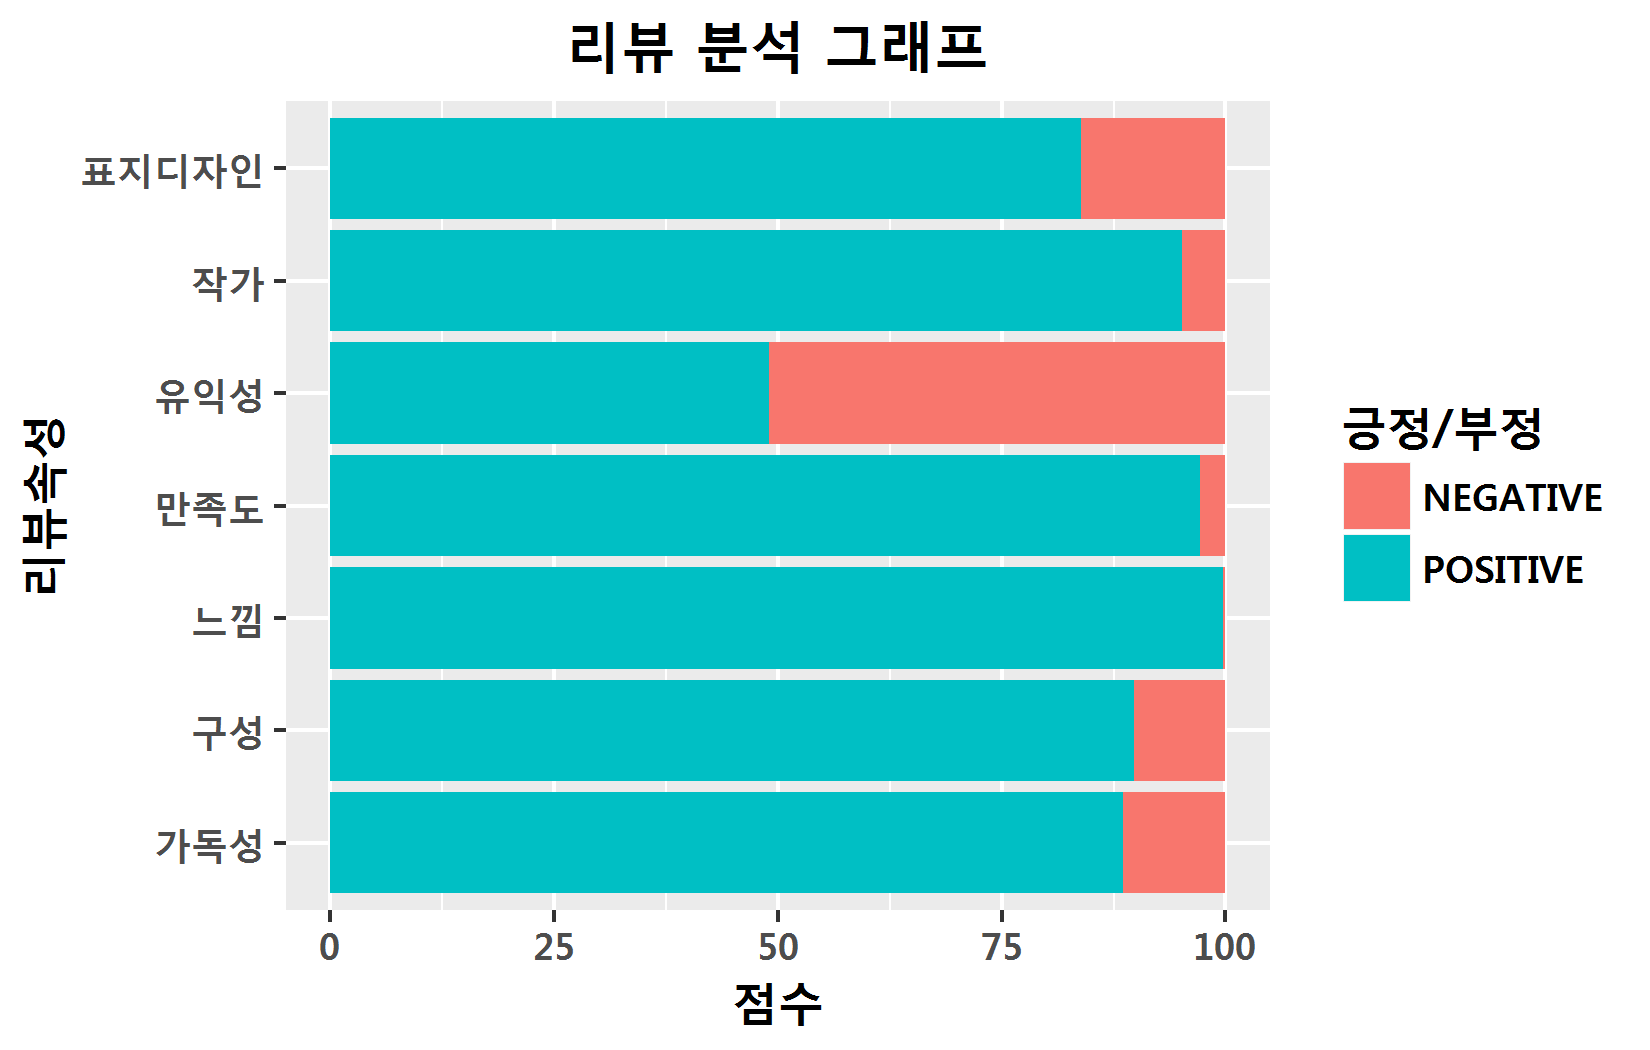 리뷰 분석 그래프
리뷰속성
표지디자인
작가
유익성
만족도
느낌
구성
가독성
0 25 50 75 100
점수
긍정/부정
NEGATIVE
POSITIVE